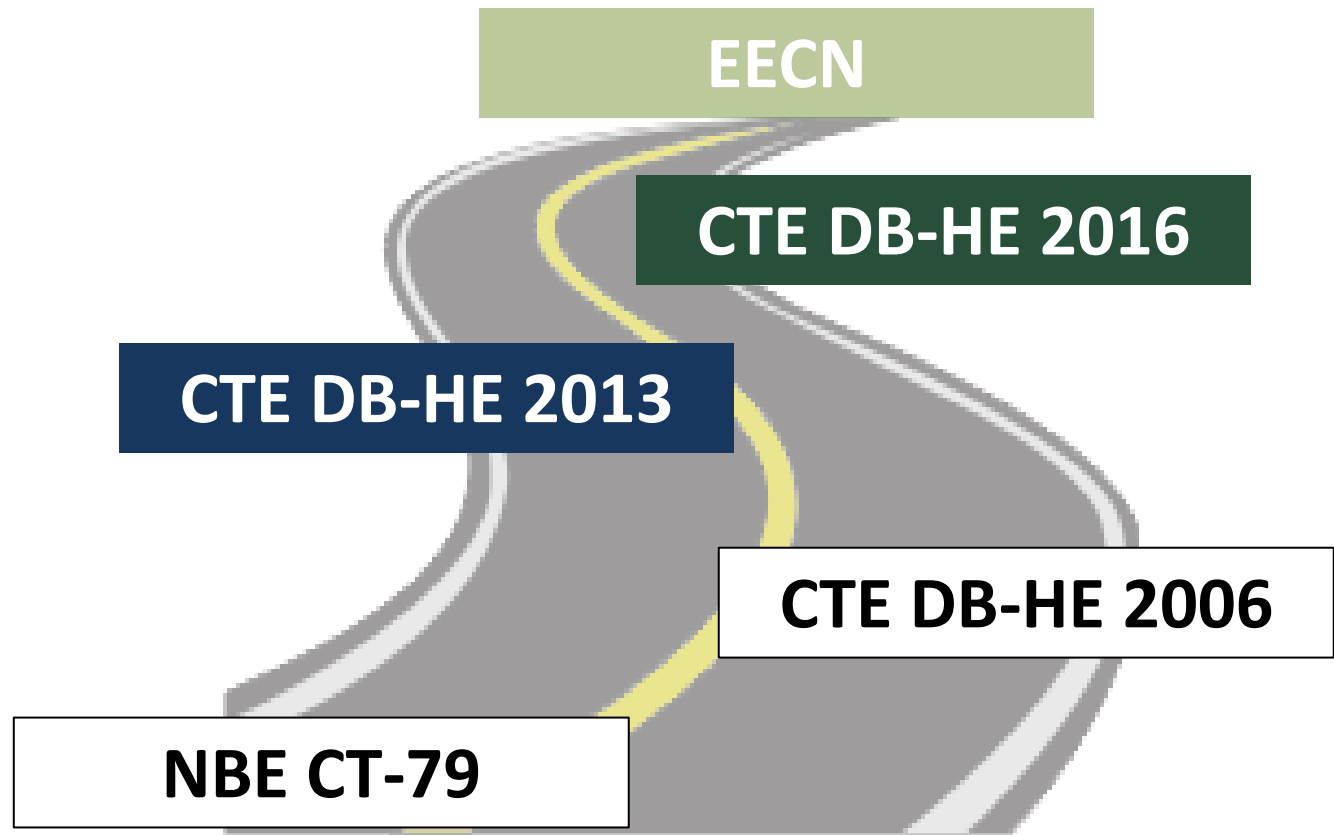 EECN
CTE DB-HE 2016
CTE DB-HE 2013
CTE DB-HE 2006
NBE CT-79